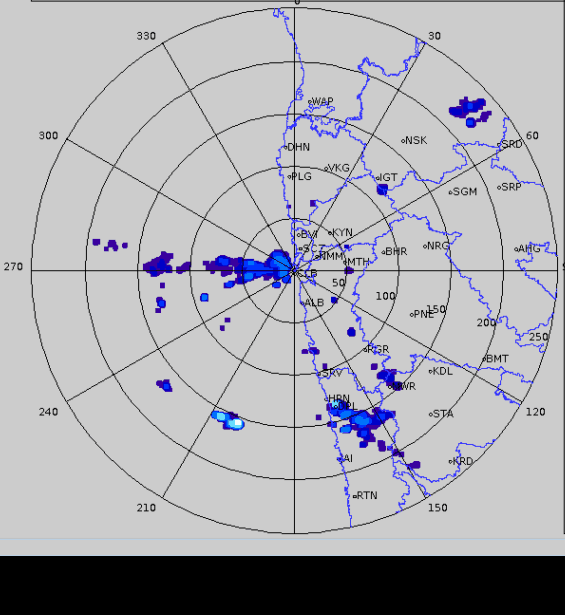 0
330
30
WAP
300
60
NSK
SRD
DHN
VKG
IGT
PLG
SGM
SRP
BVI
KYN
SCZ
NRG
AHG
BHR
NMM
MTH
270
9
CLB
50
100
ALB
150
PNE
200
250
RGR
BMT
SRV
KDL
MWR
HRN
240
120
STA
AI
KRD
RTN
210
150